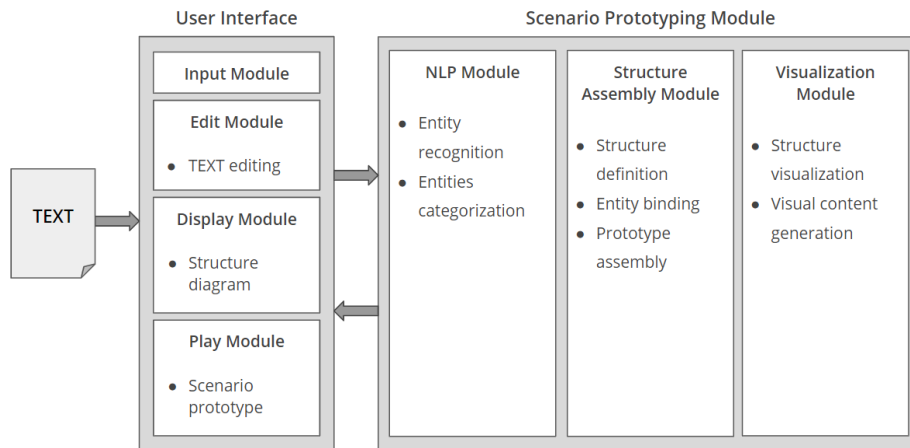 User Interface
Scenario Prototyping Module
TEXT
Input Module
Edit Module
● TEXT editing
Display Module
● Structure
diagram
Play Module
● Scenario
prototype
NLP Module
● Entity
recognition
● Entities
categorization
Structure
Assembly Module
● Structure
definition
● Entity binding
● Prototype
assembly
Visualization
Module
● Structure
visualization
● Visual content
generation